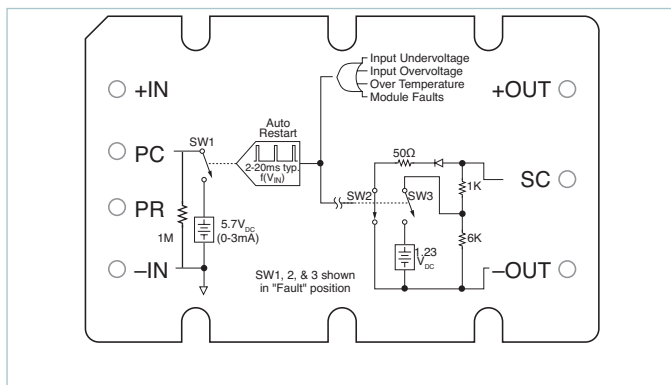 Input Undervoltage
Input Overvoltage
Over Temperature
Module Faults
+IN
+OUT
Auto
Restart
SW1
PC
2-20ms typ.
f(VIN)
50Ω
SC
1K
SW2
SW3
PR
1M
5.7VDC
(0-3mA)
6K
1.23
VDC
–IN
–OUT
SW1, 2, & 3 shown
in "Fault" position